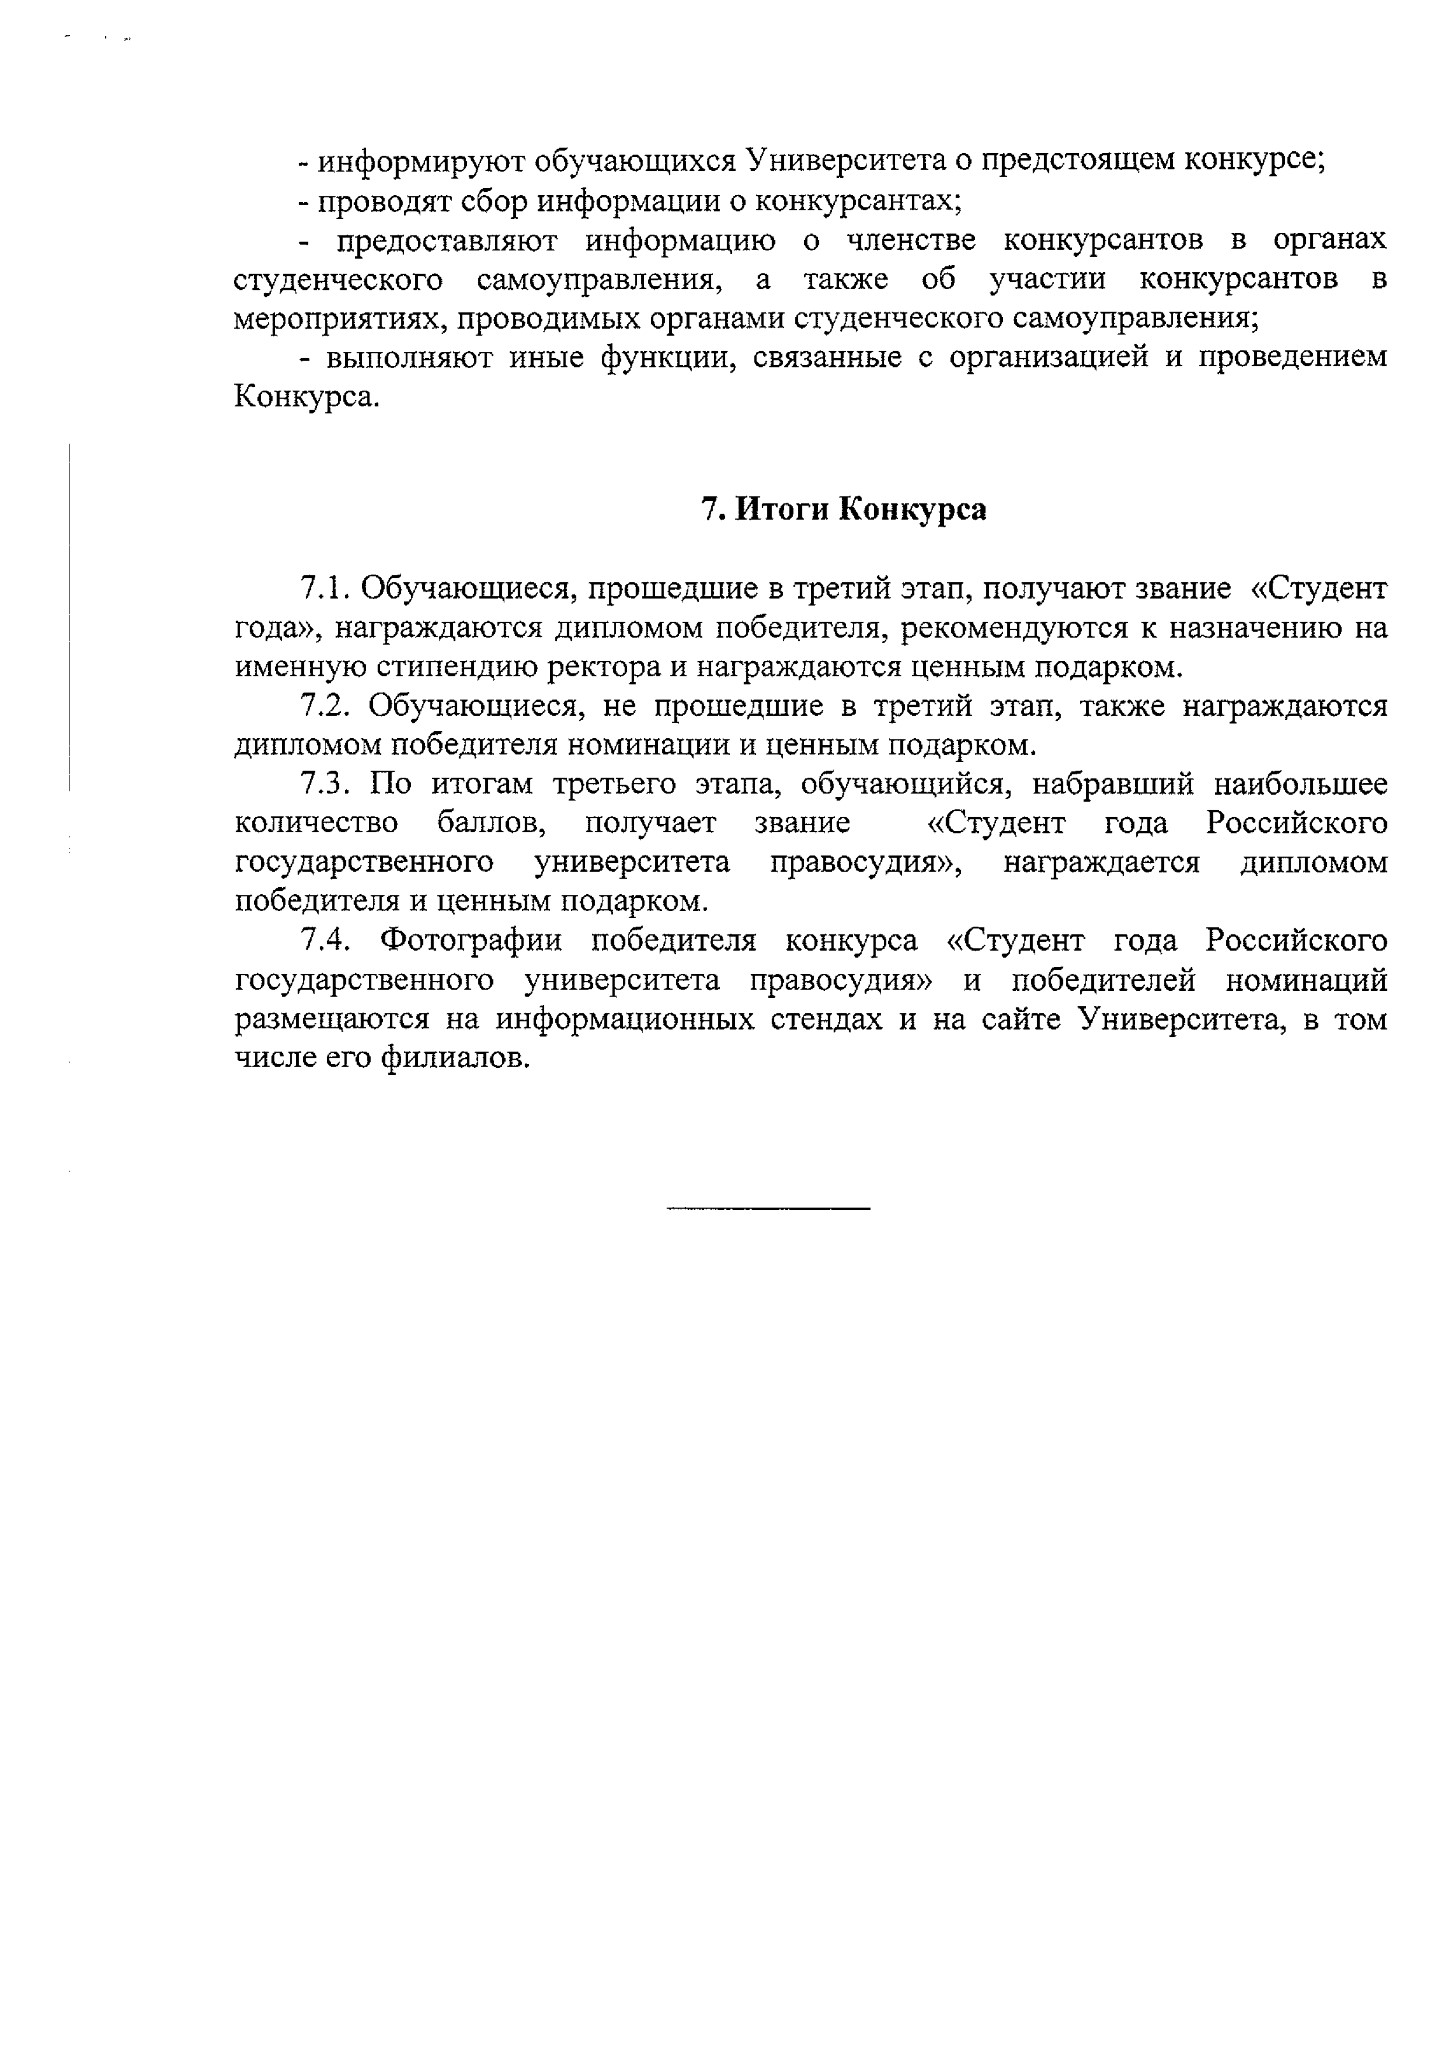 - информируют обучающихся Университета о предстоящем конкурсе;
- проводят сбор информации о конкурсантах;
- предоставляют информацию о членстве конкурсантов в органах
студенческого самоуправления, а также об участии конкурсантов в
мероприятиях, проводимых органами студенческого самоуправления;
- выполняют иные функции, связанные с организацией и проведением
Конкурса.
7. Итоги Конкурса
7.1. Обучающиеся, прошедшие в третий этап, получают звание «Студент
года», награждаются дипломом победителя, рекомендуются к назначению на
именную стипендию ректора и награждаются ценным подарком.
7.2. Обучающиеся, не прошедшие в третий этап, также награждаются
дипломом победителя номинации и ценным подарком.
7.3. По итогам третьего этапа, обучающийся, набравший наибольшее
количество баллов, получает звание «Студент года Российского
государственного университета правосудия», награждается дипломом
победителя и ценным подарком.
7.4. Фотографии победителя конкурса «Студент года Российского
государственного университета правосудия» и победителей номинаций
размещаются на информационных стендах и на сайте Университета, в том
числе его филиалов.